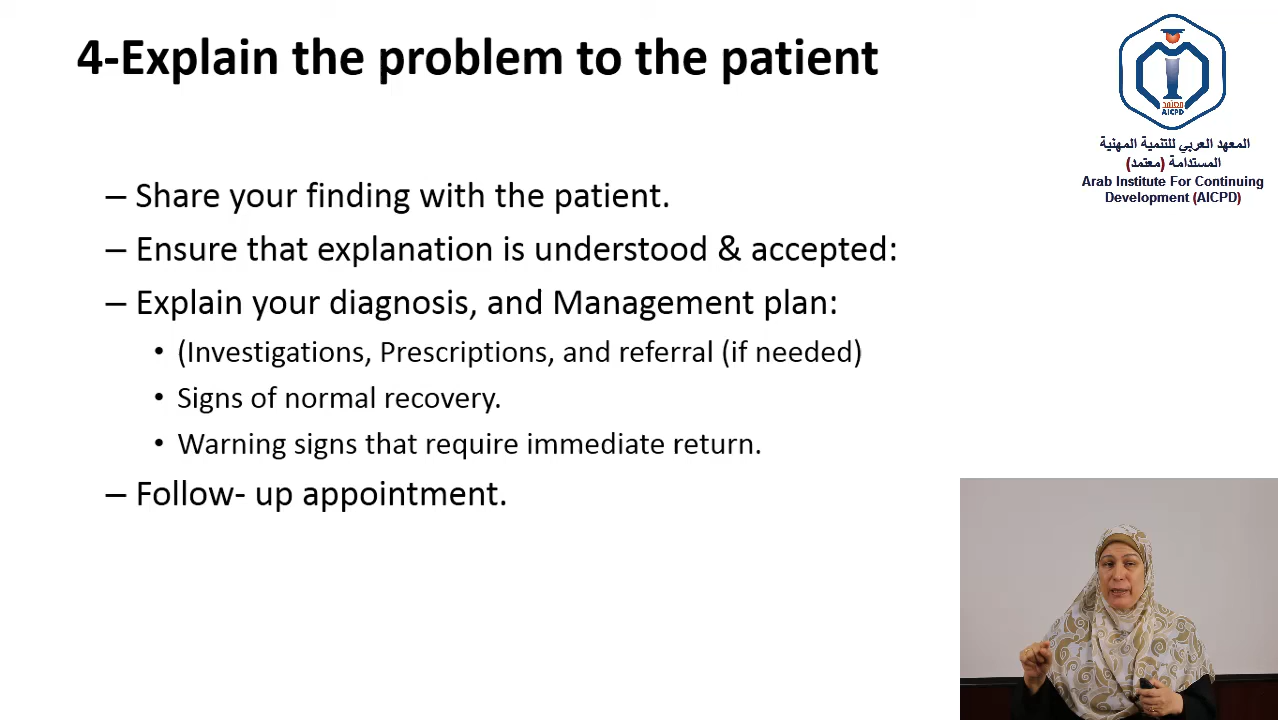 4-Explain the problem to the patient
– Share your finding with the patient.
– Ensure that explanation is understood & accepted:
– Explain your diagnosis, and Management plan:
• (Investigations, Prescriptions, and referral (if needed)
• Signs of normal recovery.
• Warning signs that require immediate return.
– Follow- up appointment.
معتمد
AICPD
المعهد العربي للتنمية المهنية
المستدامة (معتمد)
Arab Institute For Continuing
Development (AICPD)